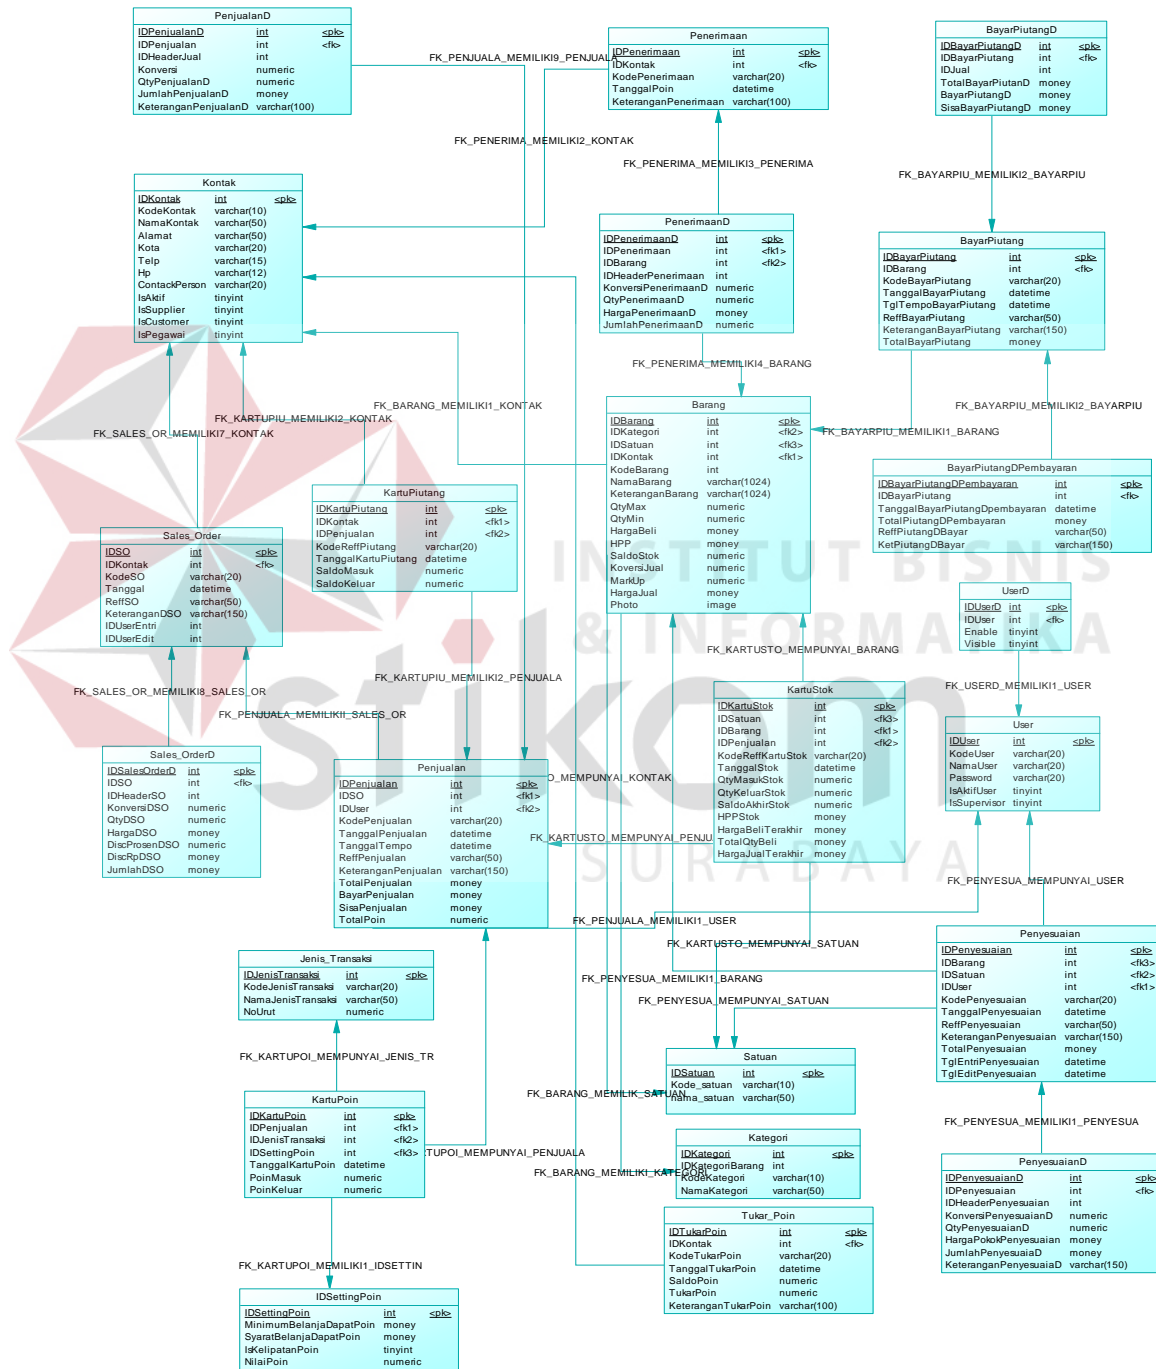 PenjualanD
IDPenjualanD int <pk>
IDPenjualan int <fk>
IDHeaderJual int
Konversi numeric
QtyPenjualanD numeric
JumlahPenjualanD money
KeteranganPenjualanD varchar(100)
FK_PENJUALA_MEMILIKI9_PENJUALA
Penerimaan
IDPenerimaan int <pk>
IDKontak int <fk>
KodePenerimaan varchar(20)
TanggalPoin datetime
KeteranganPenerimaan varchar(100)
BayarPiutangD
IDBayarPiutangD int <pk>
IDBayarPiutang int <fk>
IDJual int
TotalBayarPiutanD money
BayarPiutangD money
SisaBayarPiutangD money
FK_PENERIMA_MEMILIKI2_KONTAK
FK_PENERIMA_MEMILIKI3_PENERIMA
FK_BAYARPIU_MEMILIKI2_BAYARPIU
Kontak
IDKontak int <pk>
KodeKontak varchar(10)
NamaKontak varchar(50)
Alamat varchar(50)
Kota varchar(20)
Telp varchar(15)
Hp varchar(12)
ContackPerson varchar(20)
IsAktif tinyint
IsSupplier tinyint
IsCustomer tinyint
IsPegawai tinyint
PenerimaanD
IDPenerimaanD int <pk>
IDPenerimaan int <fk1>
IDBarang int <fk2>
IDHeaderPenerimaan int
KonversiPenerimaanD numeric
QtyPenerimaanD numeric
HargaPenerimaanD money
JumlahPenerimaanD numeric
BayarPiutang
IDBayarPiutang int <pk>
IDBarang int <fk>
KodeBayarPiutang varchar(20)
TanggalBayarPiutang datetime
TglTempoBayarPiutang datetime
ReffBayarPiutang varchar(50)
KeteranganBayarPiutang varchar(150)
TotalBayarPiutang money
FK_PENERIMA_MEMILIKI4_BARANG
FK_BARANG_MEMILIKI1_KONTAK
FK_KARTUPIU_MEMILIKI2_KONTAK
FK_SALES_OR_MEMILIKI7_KONTAK
FK_BAYARPIU_MEMILIKI2_BAYARPIU
FK_BAYARPIU_MEMILIKI1_BARANG
Barang
IDBarang int <pk>
IDKategori int <fk2>
IDSatuan int <fk3>
IDKontak int <fk1>
KodeBarang int
NamaBarang varchar(1024)
KeteranganBarang varchar(1024)
QtyMax numeric
QtyMin numeric
HargaBeli money
HPP money
SaldoStok numeric
KoversiJual numeric
MarkUp numeric
HargaJual money
Photo image
BayarPiutangDPembayaran
IDBayarPiutangDPembayaran int <pk>
IDBayarPiutang int <fk>
TanggalBayarPiutangDpembayaran datetime
TotalPiutangDPembayaran money
ReffPiutangDBayar varchar(50)
KetPiutangDBayar varchar(150)
KartuPiutang
IDKartuPiutang int <pk>
IDKontak int <fk1>
IDPenjualan int <fk2>
KodeReffPiutang varchar(20)
TanggalKartuPiutang datetime
SaldoMasuk numeric
SaldoKeluar numeric
Sales_Order
IDSO int <pk>
IDKontak int <fk>
KodeSO varchar(20)
Tanggal datetime
ReffSO varchar(50)
KeteranganDSO varchar(150)
IDUserEntri int
IDUserEdit int
INSTITUT BISNIS
& INFORMATIKA
stikom
SURABAYA
UserD
IDUserD int <pk>
IDUser int <fk>
Enable tinyint
Visible tinyint
FK_KARTUSTO_MEMPUNYAI_BARANG
FK_KARTUPIU_MEMILIKI2_PENJUALA
FK_USERD_MEMILIKI1_USER
FK_SALES_OR_MEMILIKI8_SALES_OR
FK_PENJUALA_MEMILIKII_SALES_OR
KartuStok
IDKartuStok int <pk>
IDSatuan int <fk3>
IDBarang int <fk1>
IDPenjualan int <fk2>
KodeReffKartuStok varchar(20)
TanggalStok datetime
QtyMasukStok numeric
QtyKeluarStok numeric
SaldoAkhirStok numeric
HPPStok money
HargaBeliTerakhir money
TotalQtyBeli money
HargaJualTerakhir money
User
IDUser int <pk>
KodeUser varchar(20)
NamaUser varchar(20)
Password varchar(20)
IsAktifUser tinyint
IsSupervisor tinyint
Sales_OrderD
IDSalesOrderD int <pk>
IDSO int <fk>
IDHeaderSO int
KonversiDSO numeric
QtyDSO numeric
HargaDSO money
DiscProsenDSO numeric
DiscRpDSO money
JumlahDSO money
Penjualan
IDPenjualan int <pk>
IDSO int <fk1>
IDUser int <fk2>
KodePenjualan varchar(20)
TanggalPenjualan datetime
TanggalTempo datetime
ReffPenjualan varchar(50)
KeteranganPenjualan varchar(150)
TotalPenjualan money
BayarPenjualan money
SisaPenjualan money
TotalPoin numeric
O_MEMPUNYAI_KONTAK
FK_KARTUSTO_MEMPUNYAI_PENJU
FK_PENYESUA_MEMPUNYAI_USER
FK_PENJUALA_MEMILIKI1_USER
FK_KARTUSTO_MEMPUNYAI_SATUAN
FK_PENYESUA_MEMILIKI1_BARANG
FK_PENYESUA_MEMPUNYAI_SATUAN
Penyesuaian
IDPenyesuaian int <pk>
IDBarang int <fk3>
IDSatuan int <fk2>
IDUser int <fk1>
KodePenyesuaian varchar(20)
TanggalPenyesuaian datetime
ReffPenyesuaian varchar(50)
KeteranganPenyesuaian varchar(150)
TotalPenyesuaian money
TglEntriPenyesuaian datetime
TglEditPenyesuaian datetime
Jenis_Transaksi
IDJenisTransaksi int <pk>
KodeJenisTransaksi varchar(20)
NamaJenisTransaksi varchar(50)
NoUrut numeric
FK_KARTUPOI_MEMPUNYAI_JENIS_TR
Satuan
IDSatuan int <pk>
Kode_satuan varchar(10)
nama_satuan varchar(50)
FK_BARANG_MEMILIK_SATUAN
KartuPoin
IDKartuPoin int <pk>
IDPenjualan int <fk1>
IDJenisTransaksi int <fk2>
IDSettingPoin int <fk3>
TanggalKartuPoin datetime
PoinMasuk numeric
PoinKeluar numeric
RTUPOI_MEMPUNYAI_PENJUALA
FK_BARANG_MEMILIKI_KATEGORI
FK_PENYESUA_MEMILIKI1_PENYESUA
Kategori
IDKategori int <pk>
IDKategoriBarang int
KodeKategori varchar(10)
NamaKategori varchar(50)
PenyesuaianD
IDPenyesuaianD int <pk>
IDPenyesuaian int <fk>
IDHeaderPenyesuaian int
KonversiPenyesuaianD numeric
QtyPenyesuaianD numeric
HargaPokokPenyesuaian money
JumlahPenyesuaiaD money
KeteranganPenyesuaiaD varchar(150)
Tukar_Poin
IDTukarPoin int <pk>
IDKontak int <fk>
KodeTukarPoin varchar(20)
TanggalTukarPoin datetime
SaldoPoin numeric
TukarPoin numeric
KeteranganTukarPoin varchar(100)
FK_KARTUPOI_MEMILIKI1_IDSETTIN
IDSettingPoin
IDSettingPoin int <pk>
MinimumBelanjaDapatPoin money
SyaratBelanjaDapatPoin money
IsKelipatanPoin tinyint
NilaiPoin numeric